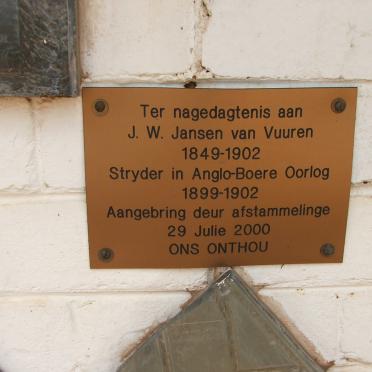 Ter nagedagtenis aan
J. W. Jansen van Vuuren
1849-1902
Stryder in Anglo-Boere Oorlog
1899-1902
Aangebring deur afstammelinge
29 Julie 2000
ONS ONTHOU